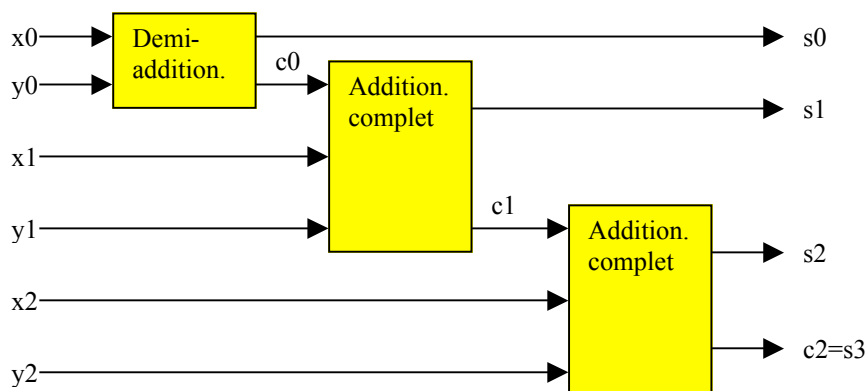 x0
Demi-
addition.
s0
y0
c0
Addition.
complet
s1
x1
y1
c1
Addition.
complet
s2
x2
c2=s3
y2